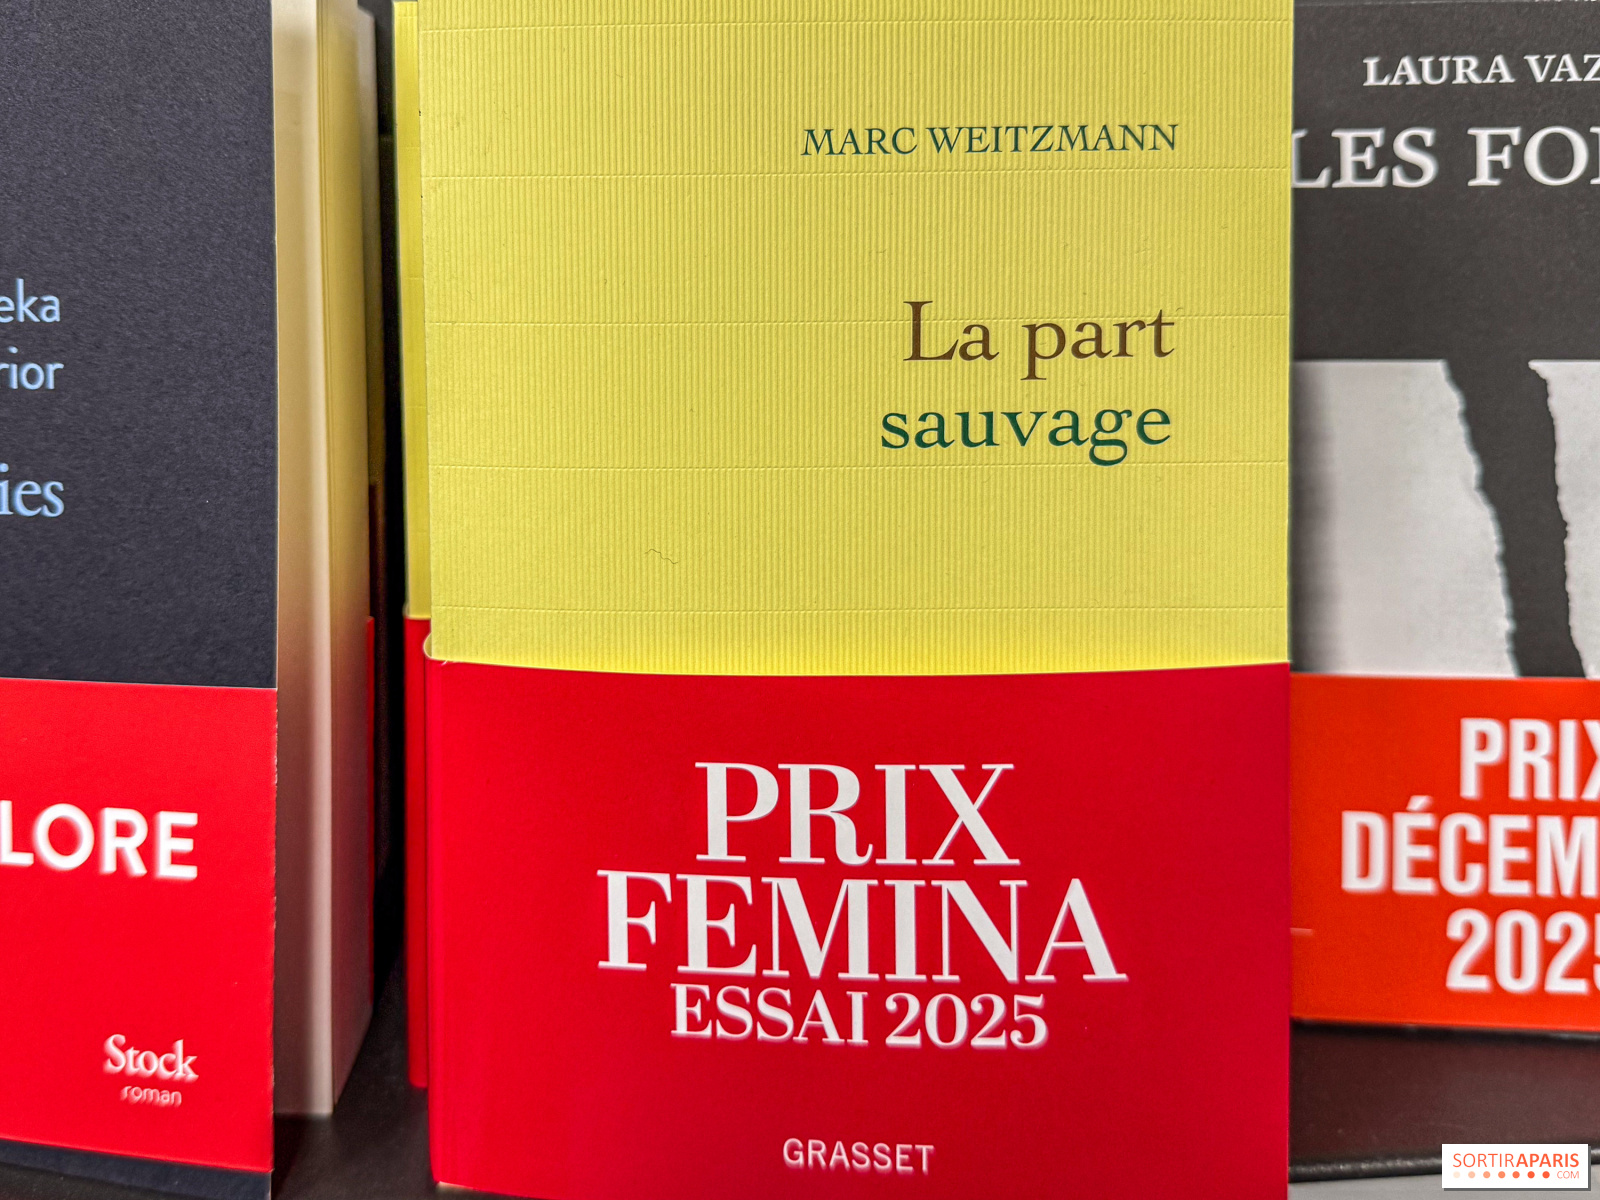 eka
rior
ies
LORE
Stock
roman
MARC WEITZMANN
La part
sauvage
PRIX
FEMINA
ESSAI 2025
GRASSET
LAURA VAZ
LES FO
PRIX
DÉCEM
2025
SORTIRAPARIS
.COM